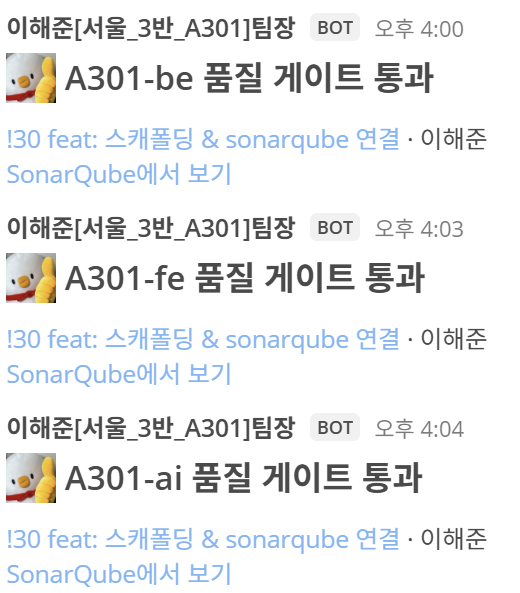 이해준[서울_3반_A301]팀장 BOT 오후 4:00
A301-be 품질 게이트 통과
!30 feat: 스캐폴딩 & sonarqube 연결 · 이해준
SonarQube에서 보기
이해준[서울_3반_A301]팀장 BOT 오후 4:03
A301-fe 품질 게이트 통과
!30 feat: 스캐폴딩 & sonarqube 연결 · 이해준
SonarQube에서 보기
이해준[서울_3반_A301]팀장 BOT 오후 4:04
A301-ai 품질 게이트 통과
!30 feat: 스캐폴딩 & sonarqube 연결 · 이해준
SonarQube에서 보기